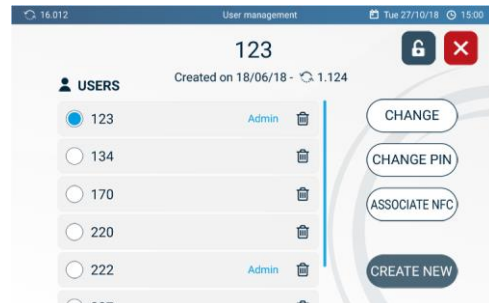 16.012 User management Tue 27/10/18 15:00
123
Created on 18/06/18 - 1.124
USERS
123 Admin
134
170
220
222 Admin
CHANGE
CHANGE PIN
ASSOCIATE NFC
CREATE NEW